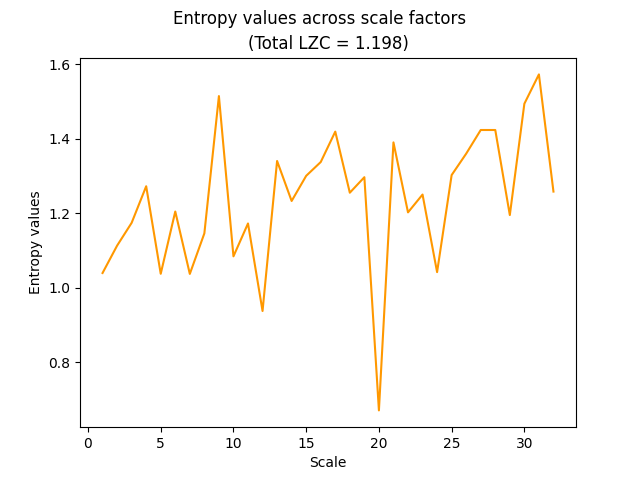 Entropy values across scale factors
(Total LZC = 1.198)
1.6
1.4
1.2
1.0
0.8
Entropy values
0 5 10 15 20 25 30
Scale